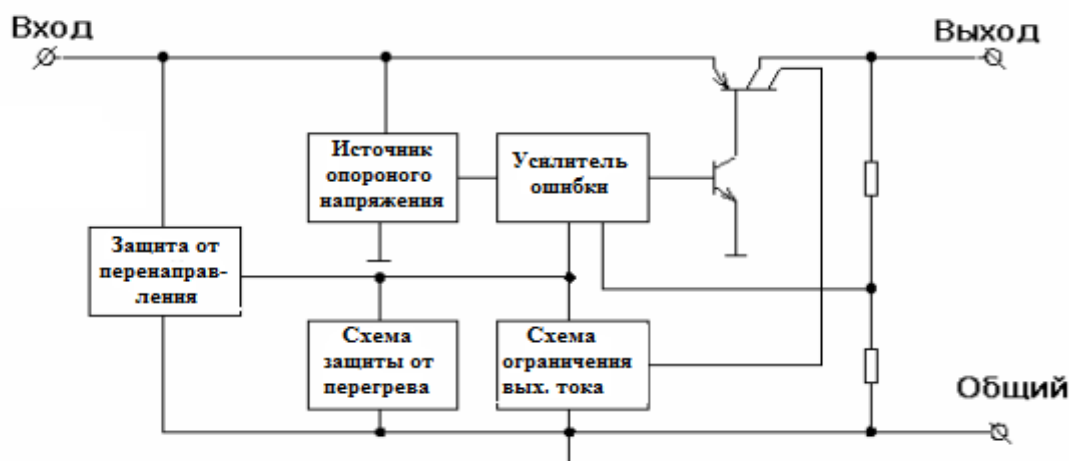 Вход
Выход
Источник
опороного
напряжения
Усилитель
ошибки
Защита от
перенаправ-
ления
Схема
защиты от
перегрева
Схема
ограничения
вых. тока
Общий